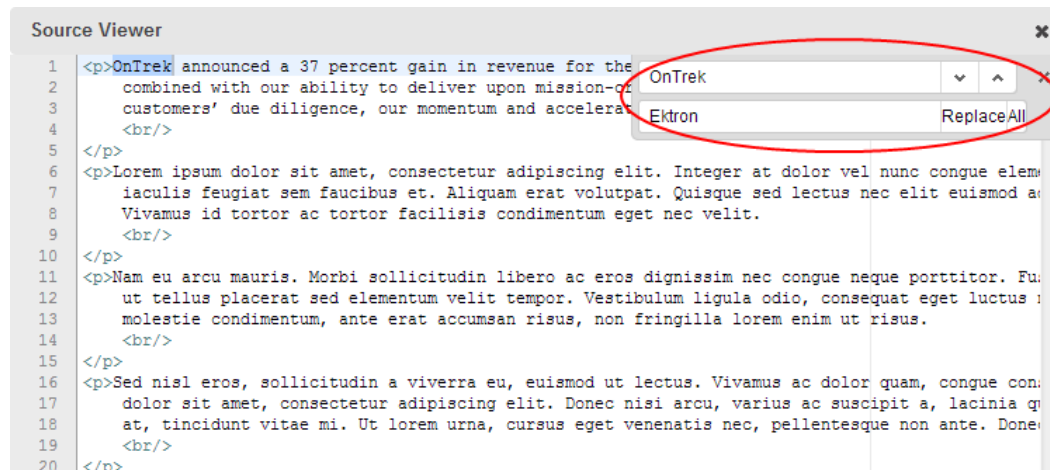 Source Viewer
1 <p>OnTrek announced a 37 percent gain in revenue for the
OnTrek
2 combined with our ability to deliver upon
3 customers' due diligence, our momentum and
Ektron Replace All
4 <br/>
5 </p>
6 <p>Lorem ipsum dolor sit amet, consectetur adipiscing elit. Integer at dolor vel nunc congue
7 iaculis feugiat sem faucibus et. Aliquam erat volutpat. Quisque sed lectus nec elit euismod
8 Vivamus id tortor ac tortor facilisis condimentum eget nec velit.
9 <br/>
10 </p>
11 <p>Nam eu arcu mauris. Morbi sollicitudin libero ac eros dignissim nec congue neque porttitor.
12 ut tellus placerat sed elementum velit tempor. Vestibulum ligula odio, consequat eget luctus
13 molestie condimentum, ante erat accumsan risus, non fringilla lorem enim ut risus.
14 <br/>
15 </p>
16 <p>Sed nisl eros, sollicitudin a viverra eu, euismod ut lectus. Vivamus ac dolor quam, congue
17 dolor sit amet, consectetur adipiscing elit. Donec nisi arcu, varius ac suscipit a, lacinia
18 at, tincidunt vitae mi. Ut lorem urna, cursus eget venenatis nec, pellentesque non ante.
19 <br/>
20 </p>